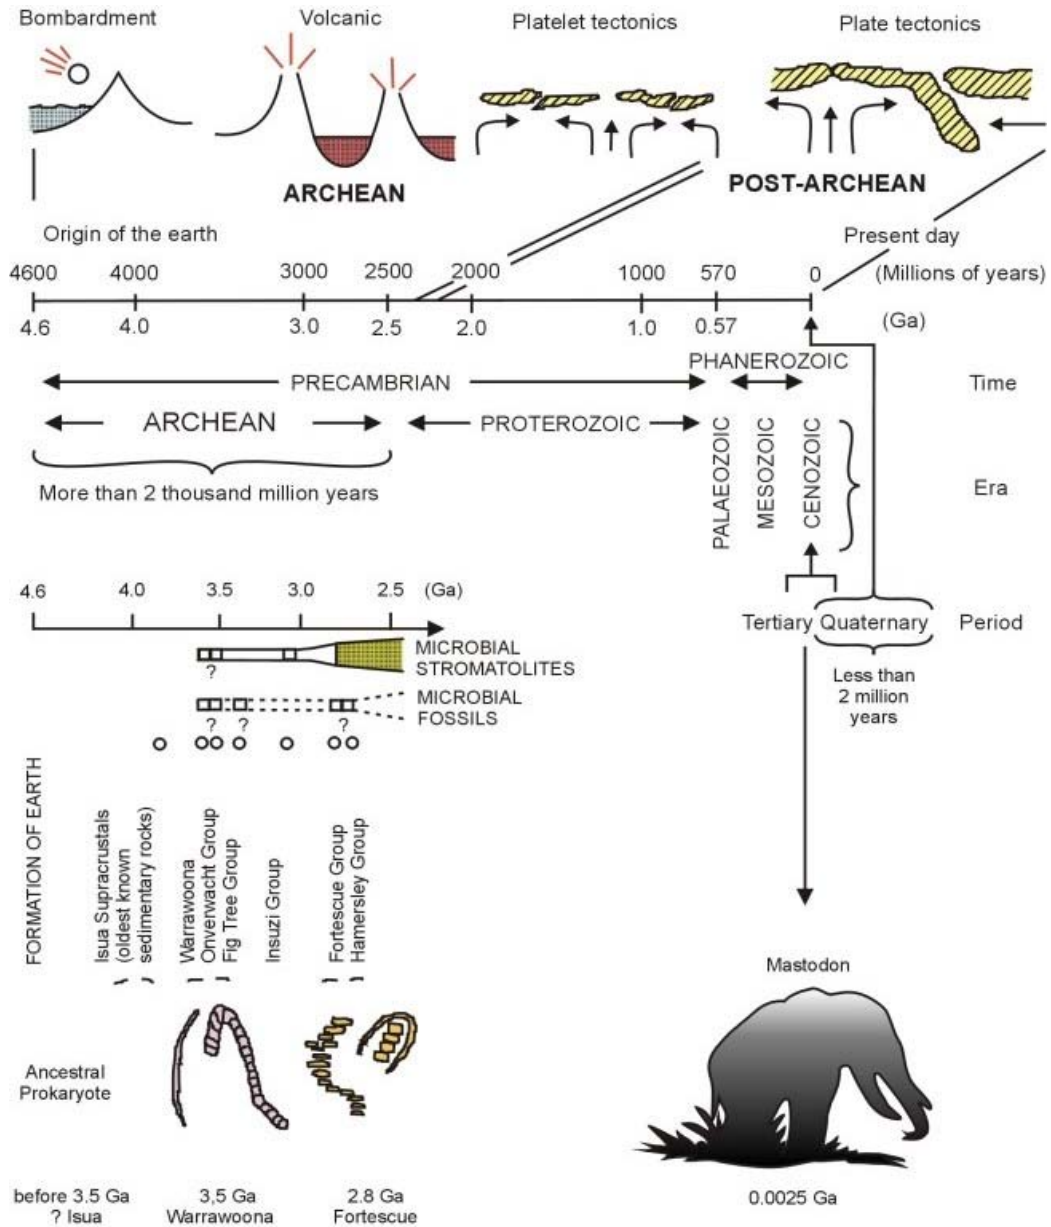 Bombardment
Volcanic
Platelet tectonics
Plate tectonics
ARCHEAN
POST-ARCHEAN
Origin of the earth
Present day
4600 4000 3000 2500 2000 1000 570 0 (Millions of years)
4.6 4.0 3.0 2.5 2.0 1.0 0.57 (Ga)
PHANEROZOIC
PRECAMBRIAN
Time
ARCHEAN
PROTEROZOIC
More than 2 thousand million years
PALAEOZOIC
MESOZOIC
CENOZOIC
Era
4.6 4.0 3.5 3.0 2.5 (Ga)
Tertiary Quaternary Period
Less than
2 million
years
MICROBIAL
STROMATOLITES
?
MICROBIAL
FOSSILS
? ? ?
FORMATION OF EARTH
Isua Supracrustals
(oldest known
sedimentary rocks)
Warrawoona
Onverwacht Group
Fig Tree Group
Insuzi Group
Fortescue Group
Hamersley Group
Mastodon
Ancestral
Prokaryote
before 3.5 Ga
? Isua
3,5 Ga
Warrawoona
2.8 Ga
Fortescue
0.0025 Ga